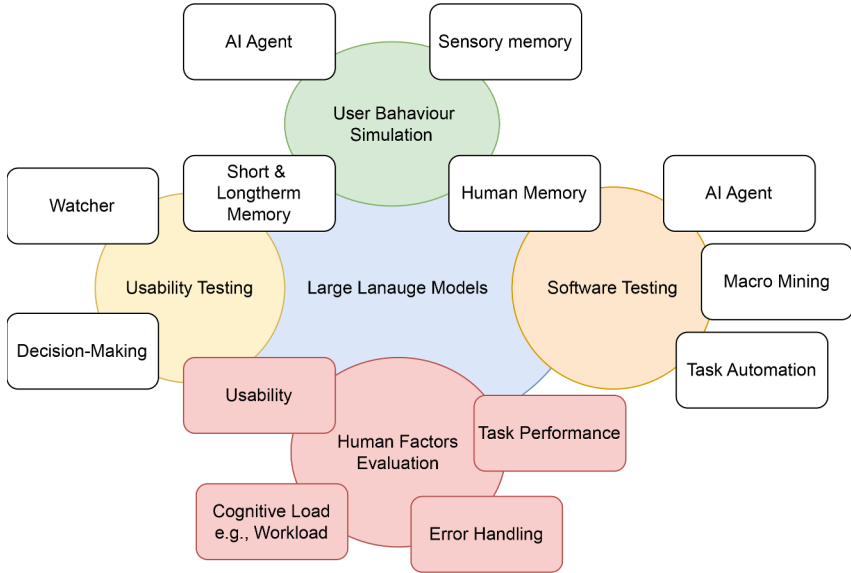 AI Agent
Sensory memory
User Bahaviour
Simulation
Short &
Longtherm
Memory
Human Memory
AI Agent
Watcher
Macro Mining
Usability Testing
Large Lanauge Models
Software Testing
Decision-Making
Task Automation
Usability
Task Performance
Human Factors
Evaluation
Cognitive Load
e.g., Workload
Error Handling